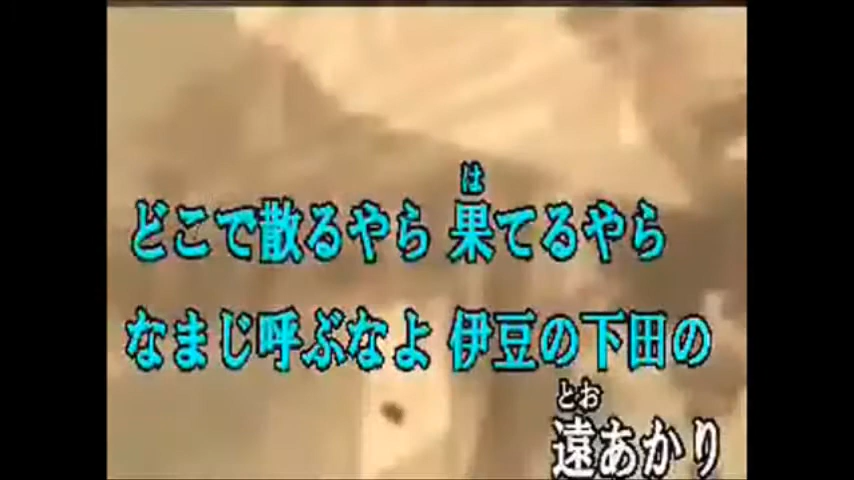 は
どこで散るやら 果てるやら
なまじ呼ぶなよ 伊豆の下田の
とお
遠あかり